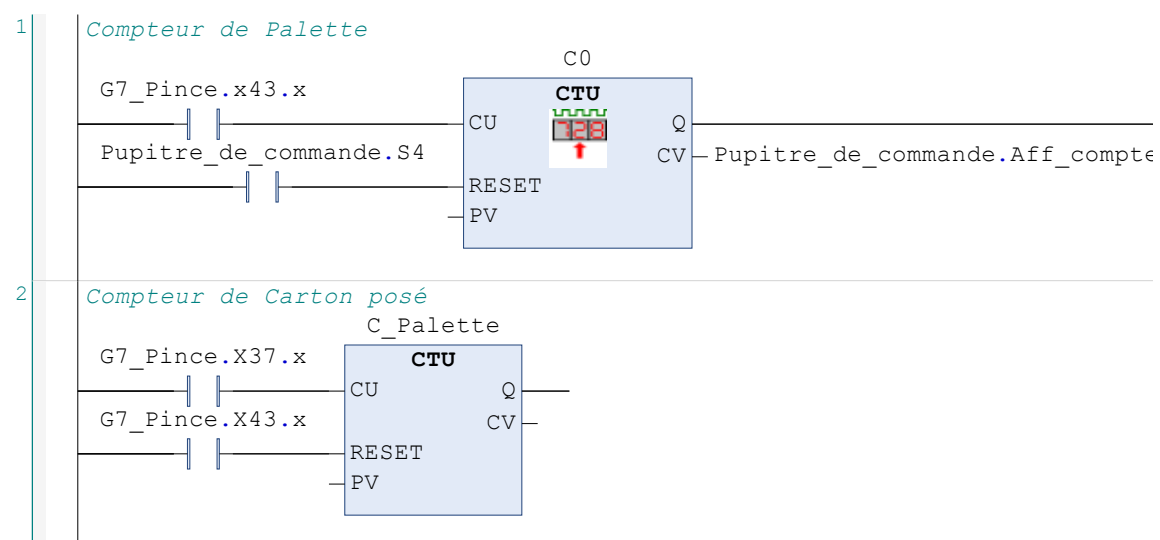 1
Compteur de Palette
C0
G7_Pince.x43.x
CTU
CU
728
Q
Pupitre_de_commande.S4
CV
Pupitre_de_commande.Aff_compte
RESET
PV
2
Compteur de Carton posé
C_Palette
G7_Pince.X37.x
CTU
CU
Q
G7_Pince.X43.x
CV
RESET
PV